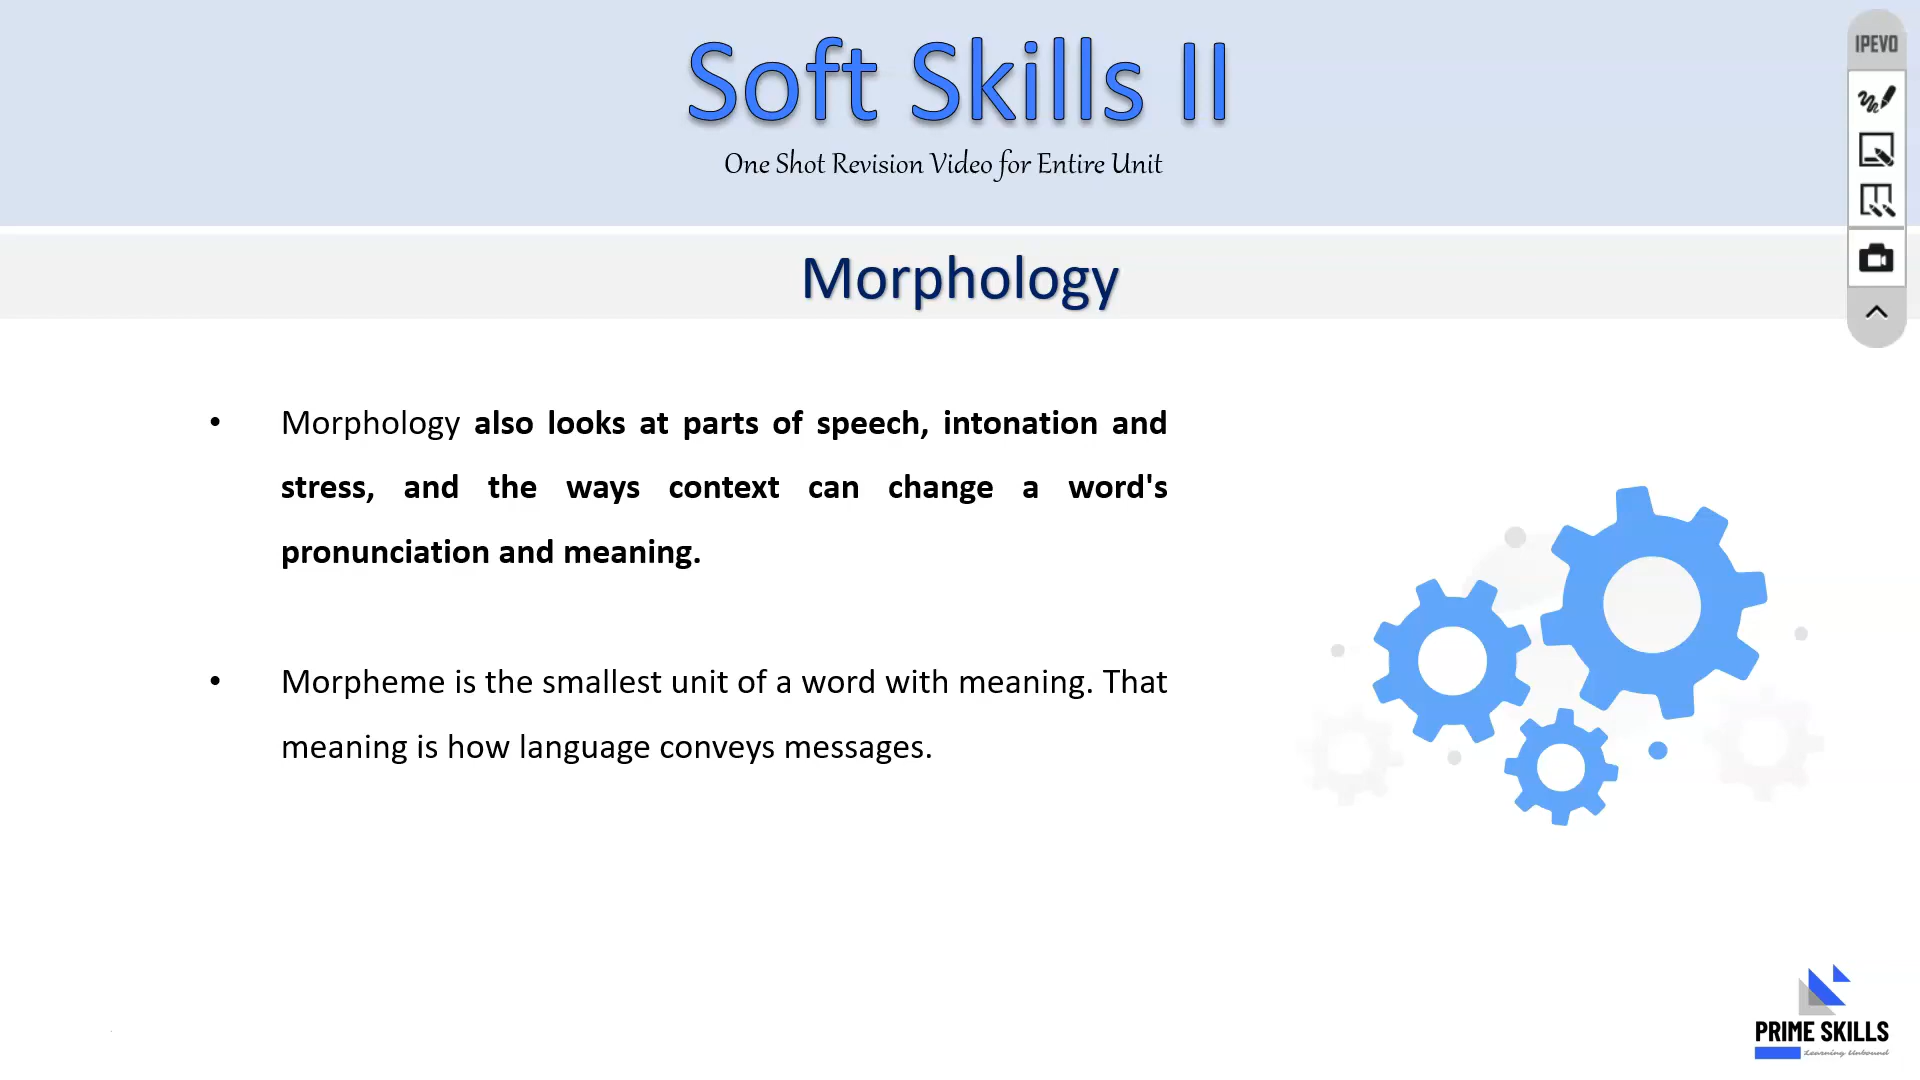 Soft Skills II
One Shot Revision Video for Entire Unit
IPEVO
Morphology
• Morphology also looks at parts of speech, intonation and
stress, and the ways context can change a word's
pronunciation and meaning.
• Morpheme is the smallest unit of a word with meaning. That
meaning is how language conveys messages.
PRIME SKILLS
Learning Unbound